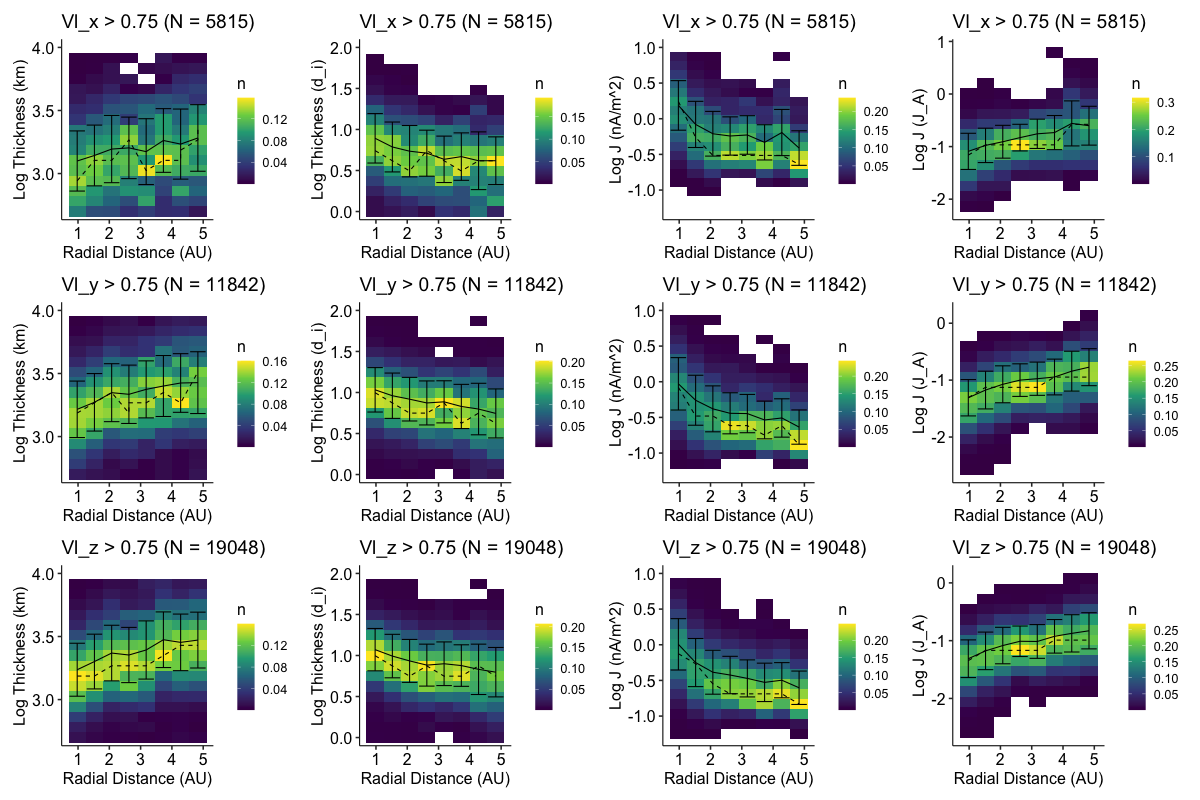 Vl_x > 0.75 (N = 5815)
Log Thickness (km)
4.0
3.5
3.0
1 2 3 4 5
Radial Distance (AU)
n
0.12
0.08
0.04
Vl_x > 0.75 (N = 5815)
Log Thickness (d_i)
2.0
1.5
1.0
0.5
0.0
1 2 3 4 5
Radial Distance (AU)
n
0.15
0.10
0.05
Vl_x > 0.75 (N = 5815)
Log J (nA/m^2)
1.0
0.5
0.0
-0.5
-1.0
1 2 3 4 5
Radial Distance (AU)
n
0.20
0.15
0.10
0.05
Vl_x > 0.75 (N = 5815)
Log J (J_A)
1
0
-1
-2
1 2 3 4 5
Radial Distance (AU)
n
0.3
0.2
0.1
Vl_y > 0.75 (N = 11842)
Log Thickness (km)
4.0
3.5
3.0
1 2 3 4 5
Radial Distance (AU)
n
0.16
0.12
0.08
0.04
Vl_y > 0.75 (N = 11842)
Log Thickness (d_i)
2.0
1.5
1.0
0.5
0.0
1 2 3 4 5
Radial Distance (AU)
n
0.20
0.15
0.10
0.05
Vl_y > 0.75 (N = 11842)
Log J (nA/m^2)
1.0
0.5
0.0
-0.5
-1.0
1 2 3 4 5
Radial Distance (AU)
n
0.20
0.15
0.10
0.05
Vl_y > 0.75 (N = 11842)
Log J (J_A)
0
-1
-2
1 2 3 4 5
Radial Distance (AU)
n
0.25
0.20
0.15
0.10
0.05
Vl_z > 0.75 (N = 19048)
Log Thickness (km)
4.0
3.5
3.0
1 2 3 4 5
Radial Distance (AU)
n
0.12
0.08
0.04
Vl_z > 0.75 (N = 19048)
Log Thickness (d_i)
2.0
1.5
1.0
0.5
0.0
1 2 3 4 5
Radial Distance (AU)
n
0.20
0.15
0.10
0.05
Vl_z > 0.75 (N = 19048)
Log J (nA/m^2)
1.0
0.5
0.0
-0.5
-1.0
1 2 3 4 5
Radial Distance (AU)
n
0.20
0.15
0.10
0.05
Vl_z > 0.75 (N = 19048)
Log J (J_A)
0
-1
-2
1 2 3 4 5
Radial Distance (AU)
n
0.25
0.20
0.15
0.10
0.05